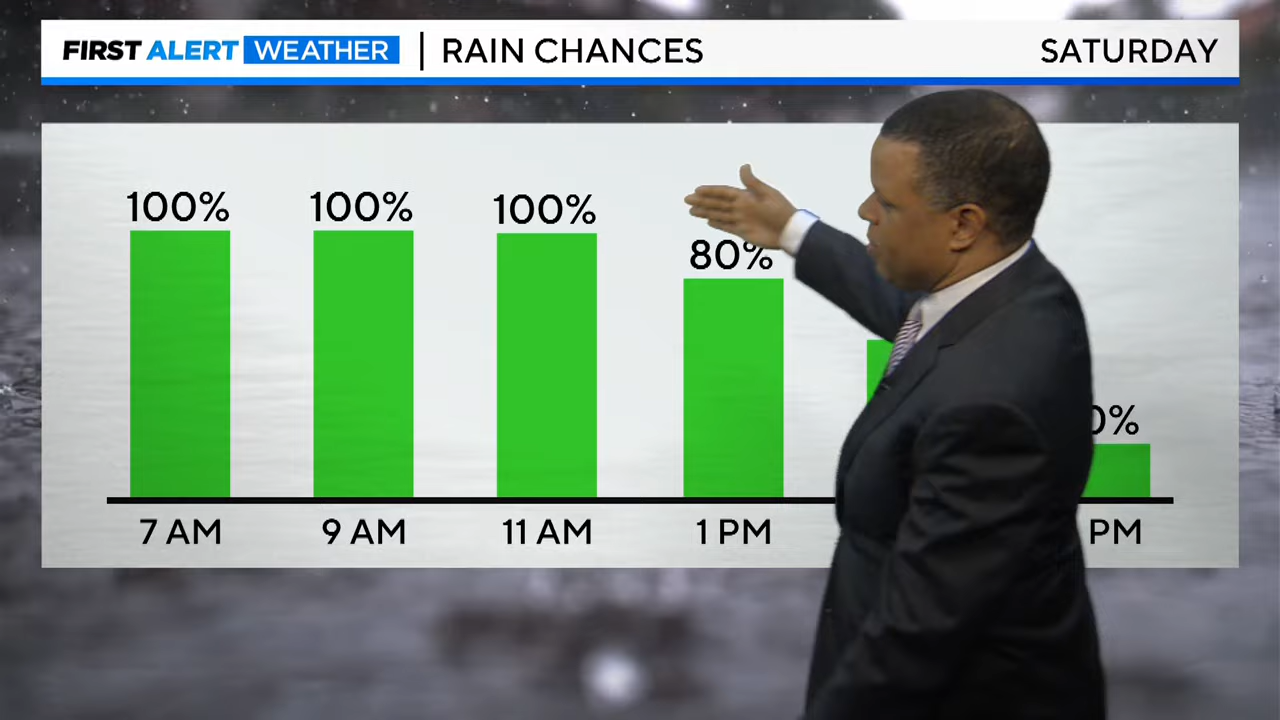 FIRST ALERT WEATHER | RAIN CHANCES
SATURDAY
100%
100%
100%
80%
0%
7 AM
9 AM
11 AM
1 PM
PM